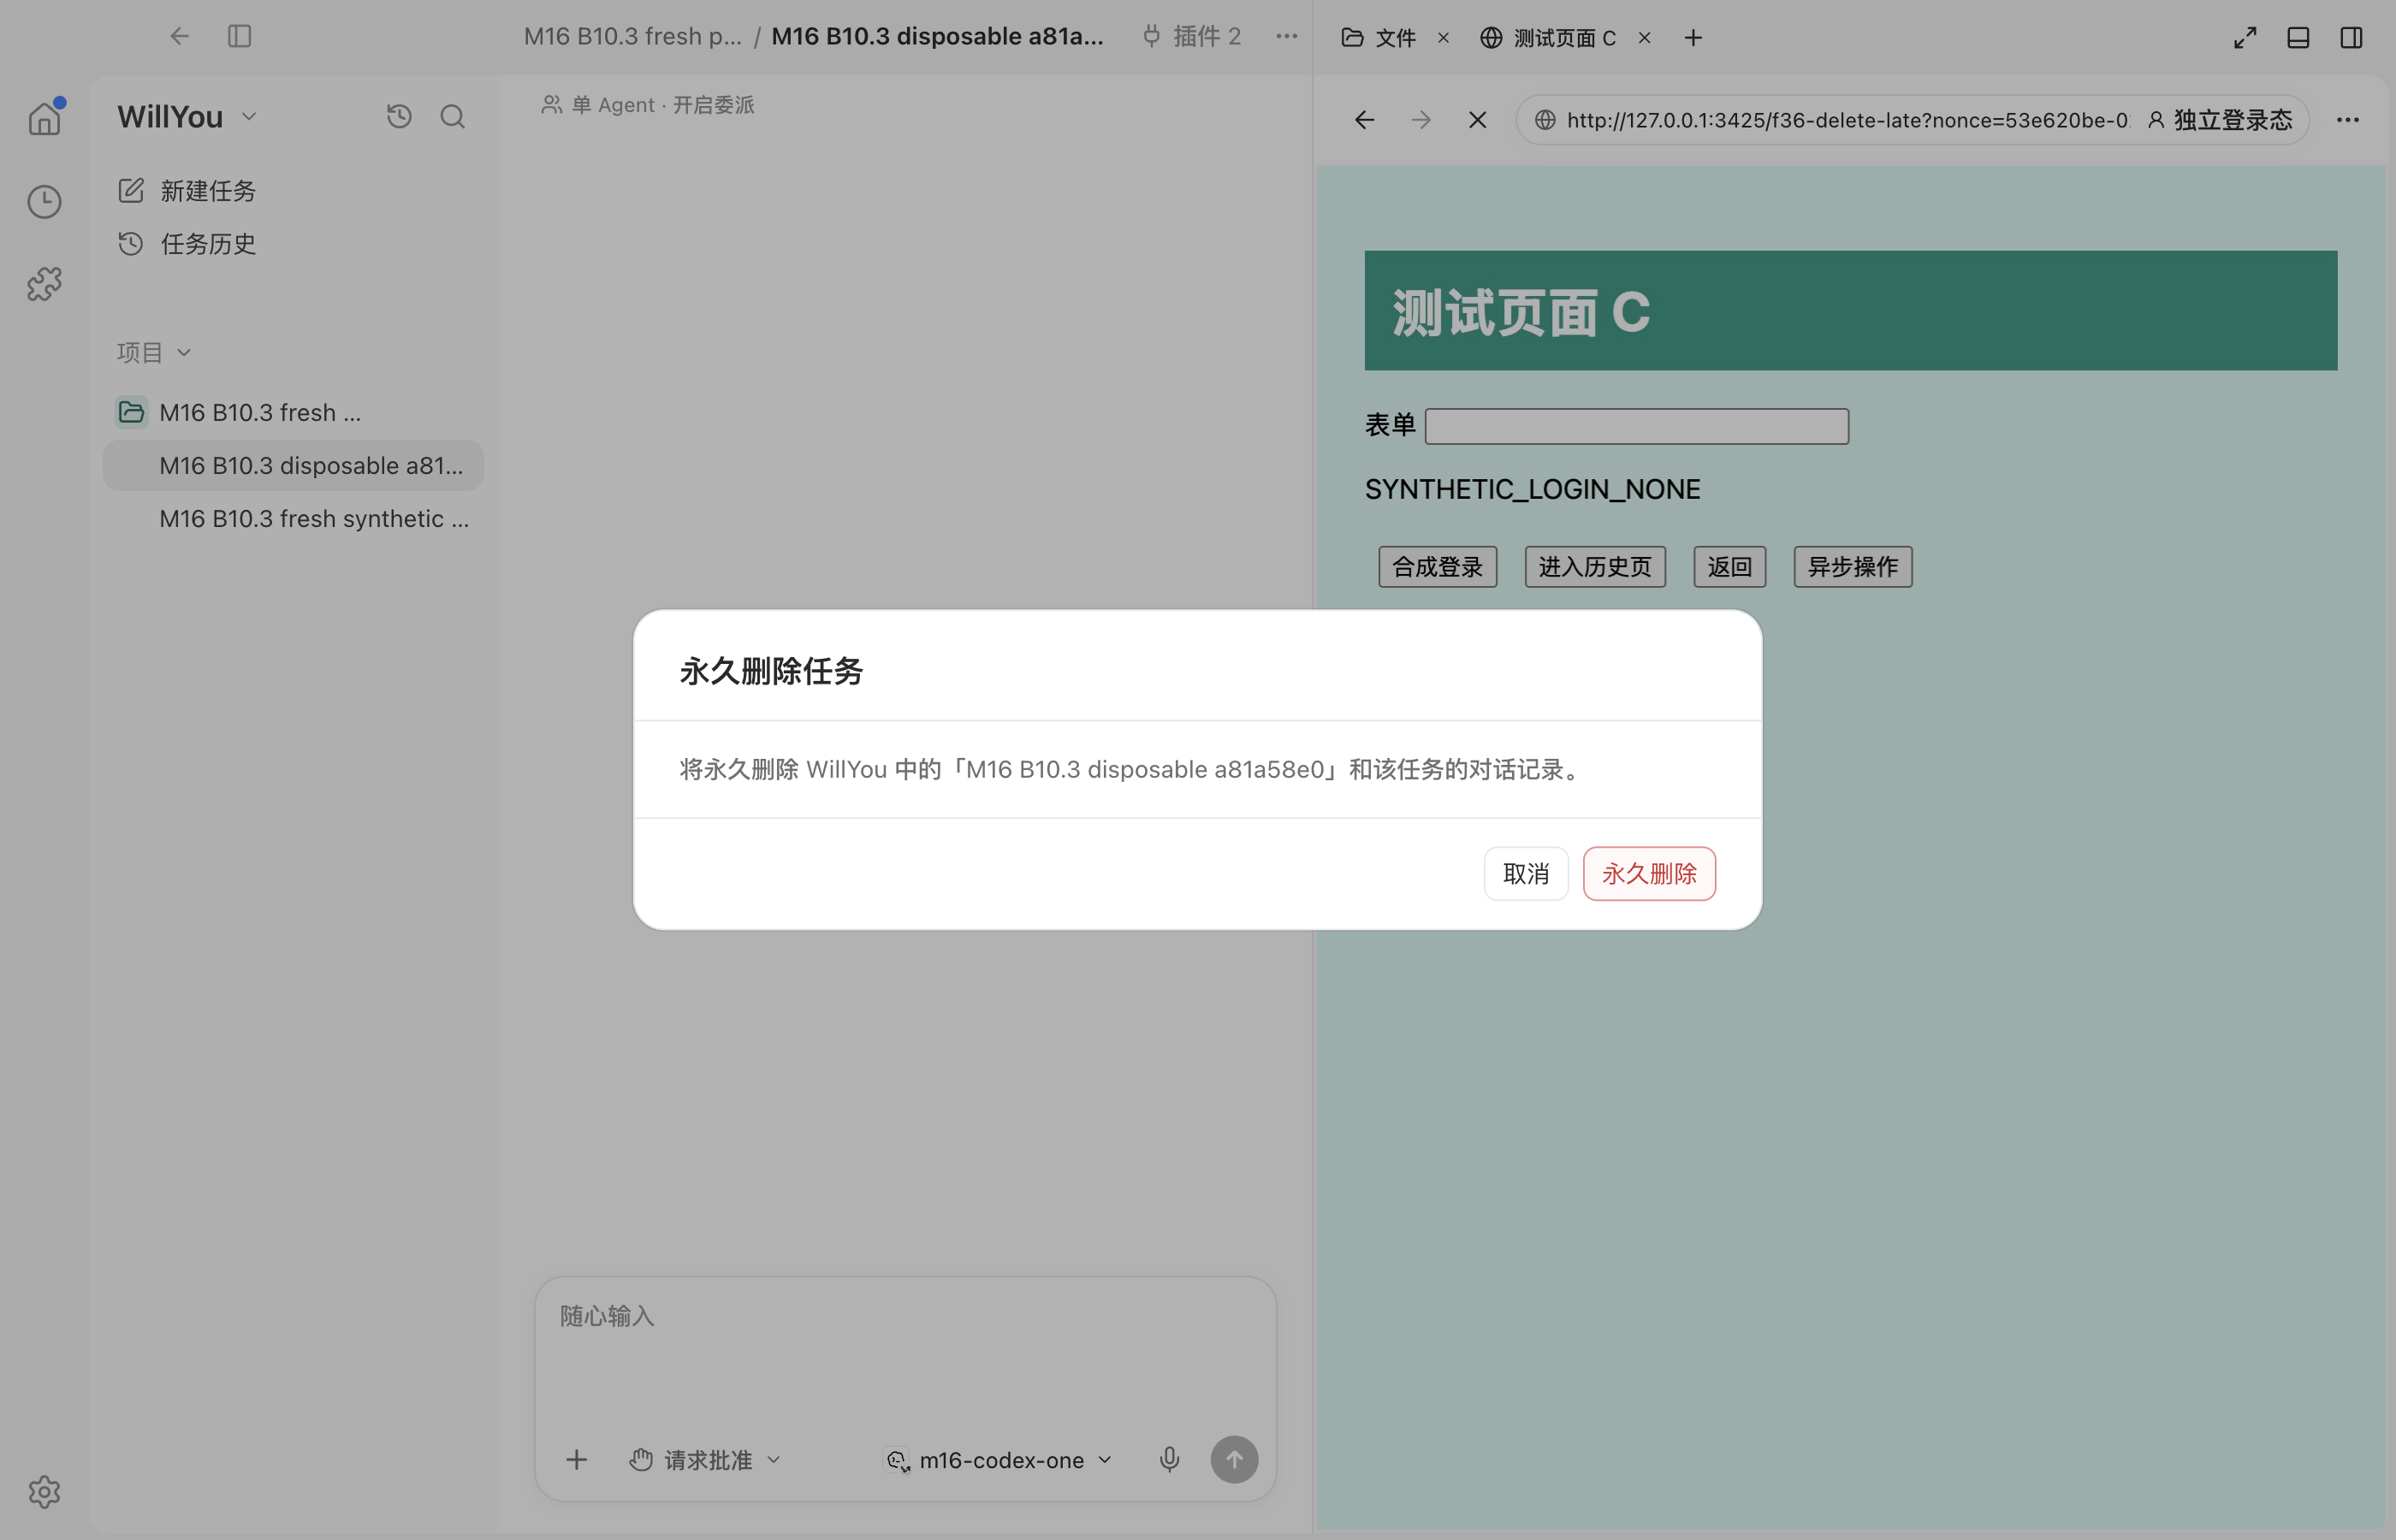 M16 B10.3 fresh p... / M16 B10.3 disposable a81a...
插件 2
文件
测试页面 C
WillYou
新建任务
任务历史
项目
M16 B10.3 fresh ...
M16 B10.3 disposable a81...
M16 B10.3 fresh synthetic ...
单 Agent · 开启委派
http://127.0.0.1:3425/f36-delete-late?nonce=53e620be-0
独立登录态
测试页面 C
表单
SYNTHETIC_LOGIN_NONE
合成登录 进入历史页 返回 异步操作
永久删除任务
将永久删除 WillYou 中的「M16 B10.3 disposable a81a58e0」和该任务的对话记录。
取消 永久删除
随心输入
请求批准
m16-codex-one